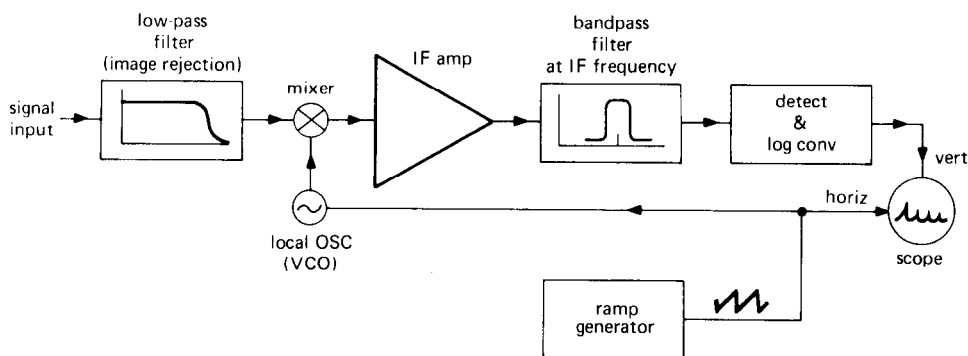 low-pass
filter
(image rejection)
signal
input
mixer
IF amp
bandpass
filter
at IF frequency
detect
&
log conv
vert
horiz
scope
local OSC
(VCO)
ramp
generator